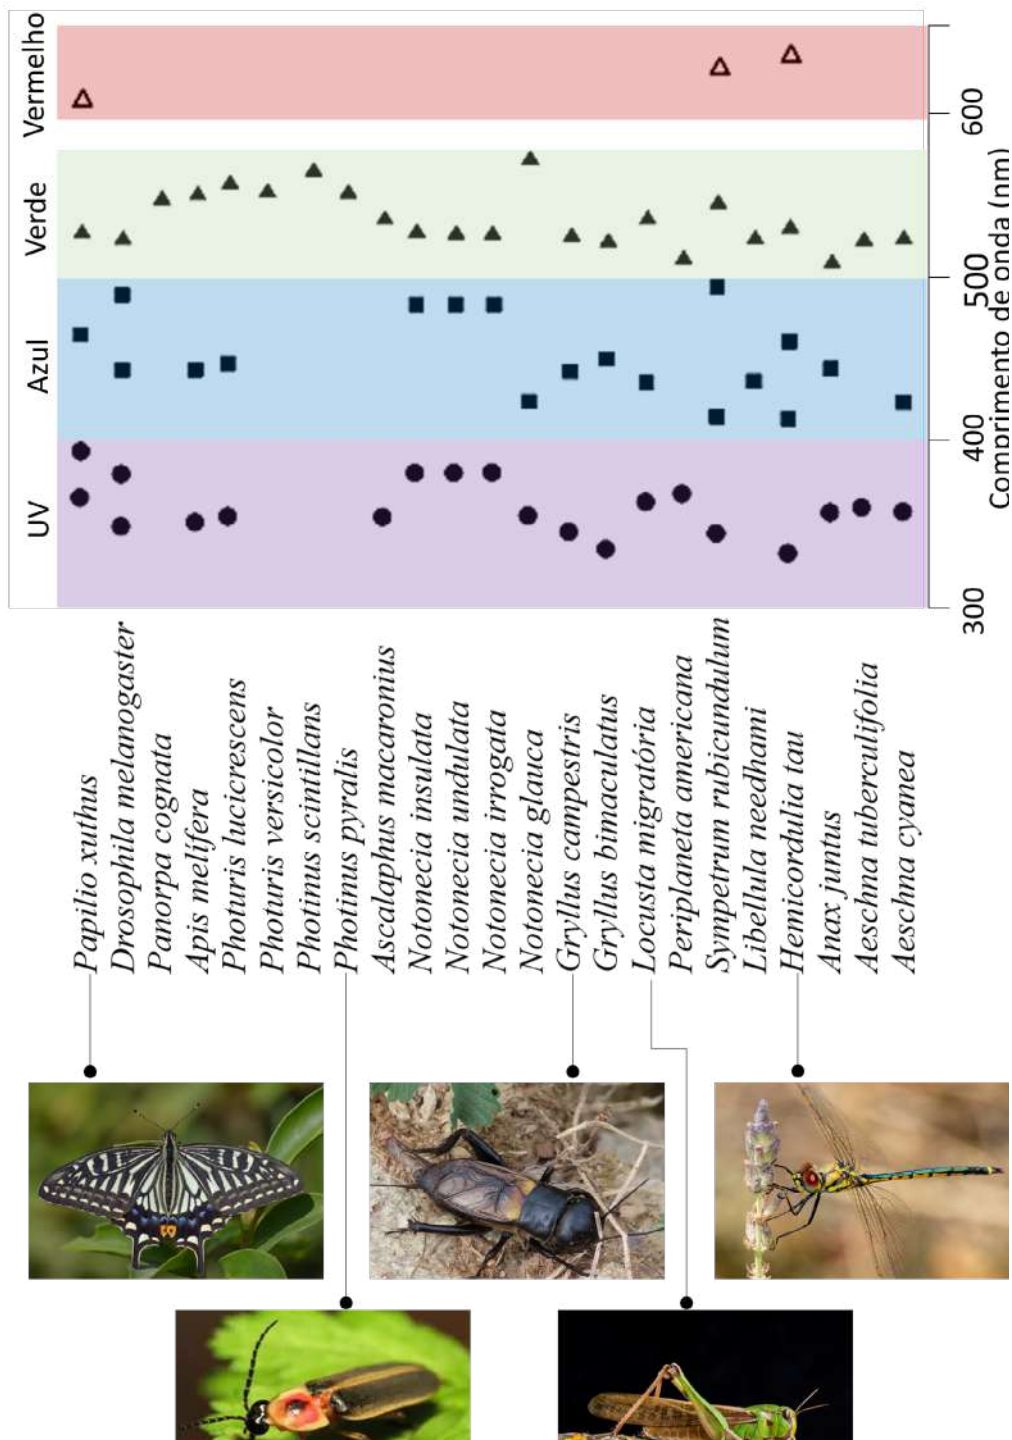 Vermelho
Verde
Azul
UV
600
500
400
300
Comprimento de onda (nm)
Papilio xuthus
Drosophila melanogaster
Panorpa cognata
Apis melífera
Photuris lucicrescens
Photuris versicolor
Photinus scintillans
Photinus pyralis
Ascalaphus macaronius
Notonecia insulata
Notonecia undulata
Notonecia irrogata
Notonecia glauca
Gryllus campestris
Gryllus bimaculatus
Locusta migratória
Periplaneta americana
Sympetrum rubicundulum
Libellula needhami
Hemicordulia tau
Anax juntus
Aeschna tuberculifolia
Aeschna cyanea